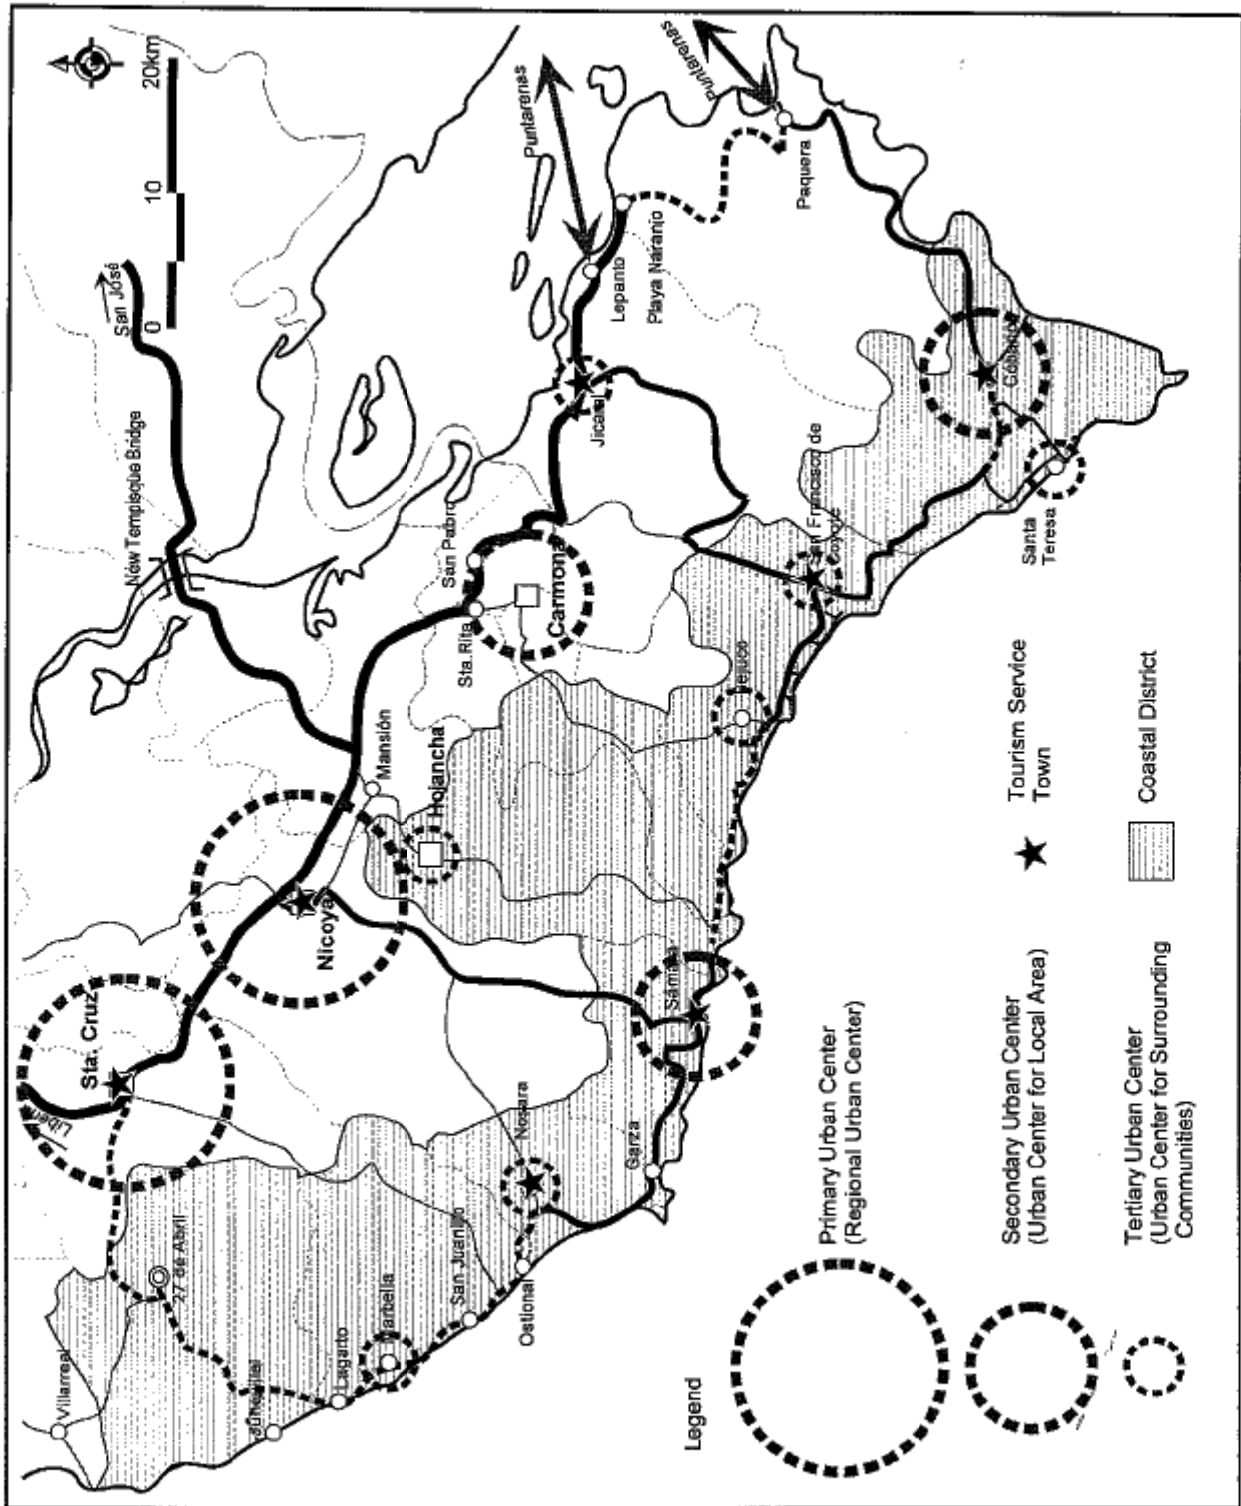 Puntarenas
Puntarenas
20km
10
0
San José
New Tempisque Bridge
Paquera
Lepanto
Playa Naranjo
Jicaral
Cóbano
San Pabro
Sta. Rita
Carmona
San Francisco de
Coyote
Santa
Teresa
Mansión
Hojancha
Bejuco
Nicoya
Sta. Cruz
Sámara
Nosara
Garza
27 de Abril
San Juanillo
Ostional
Marbella
Lagarto
Villarreal
Legend
Primary Urban Center
(Regional Urban Center)
Secondary Urban Center
(Urban Center for Local Area)
Tertiary Urban Center
(Urban Center for Surrounding
Communities)
Tourism Service
Town
Coastal District